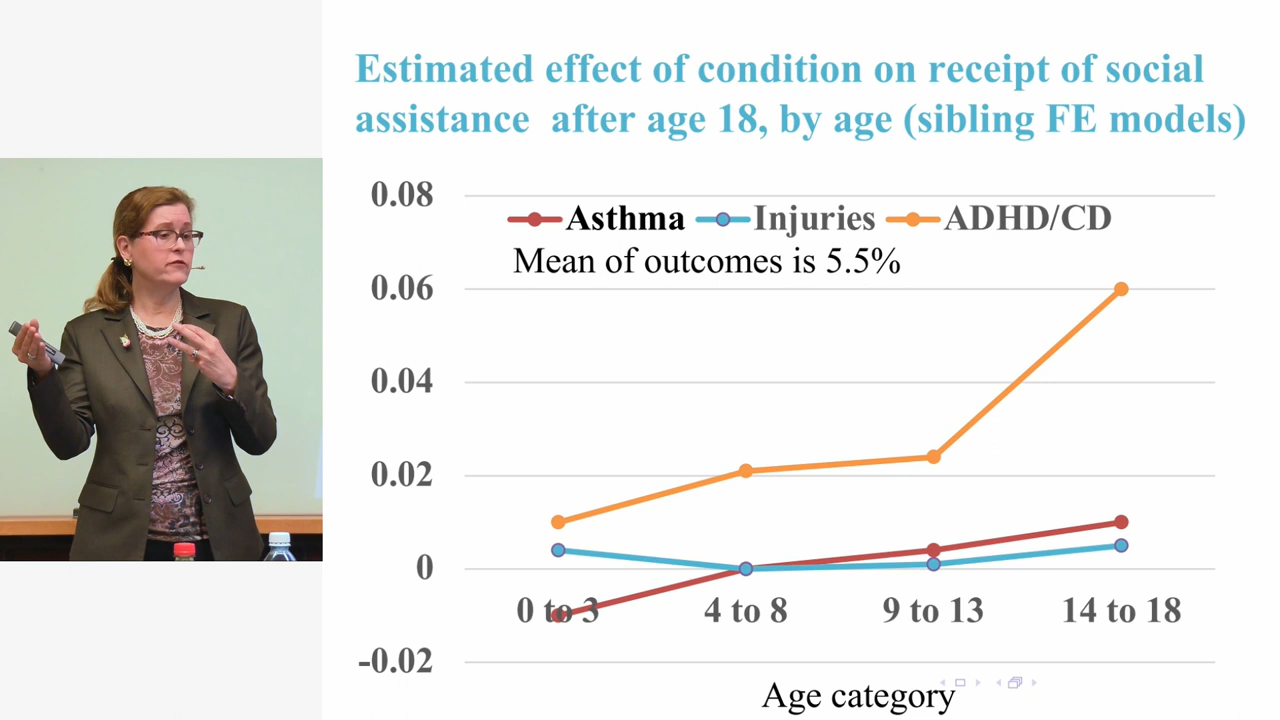 Estimated effect of condition on receipt of social
assistance after age 18, by age (sibling FE models)
0.08
Asthma Injuries ADHD/CD
Mean of outcomes is 5.5%
0.06
0.04
0.02
0
0 to 3 4 to 8 9 to 13 14 to 18
-0.02
Age category